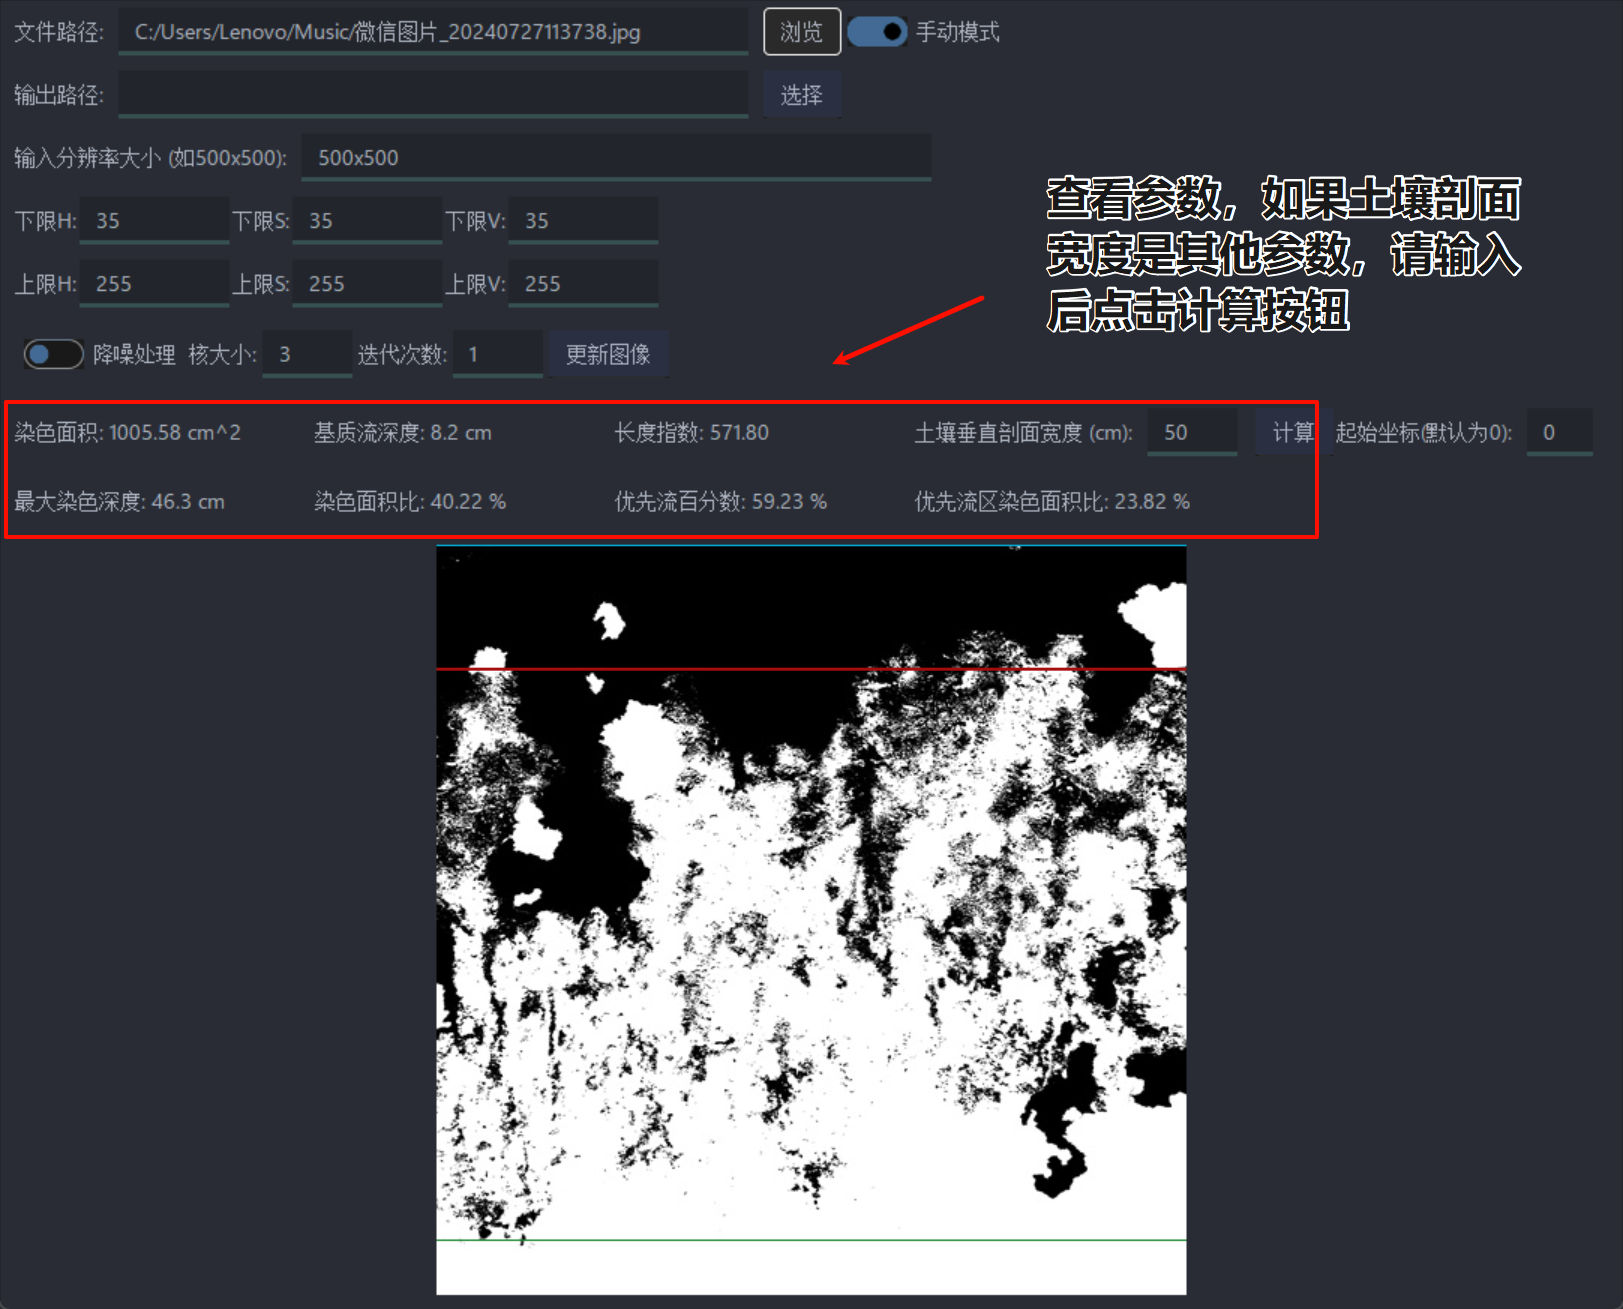 文件路径: C:/Users/Lenovo/Music/微信图片_20240727113738.jpg 浏览 手动模式
输出路径: 选择
输入分辨率大小 (如500x500): 500x500
下限H: 35 下限S: 35 下限V: 35
上限H: 255 上限S: 255 上限V: 255
降噪处理 核大小: 3 迭代次数: 1 更新图像
查看参数，如果土壤剖面
宽度是其他参数，请输入
后点击计算按钮
染色面积: 1005.58 cm^2 基质流深度: 8.2 cm 长度指数: 571.80 土壤垂直剖面宽度 (cm): 50 计算 起始坐标(默认为0): 0
最大染色深度: 46.3 cm 染色面积比: 40.22 % 优先流百分数: 59.23 % 优先流区染色面积比: 23.82 %